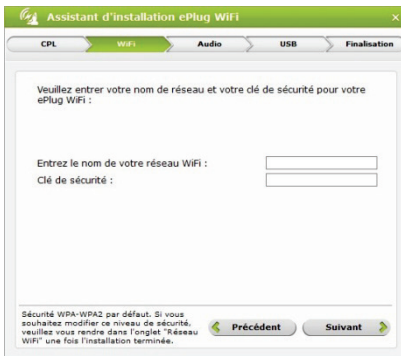 Assistant d'installation ePlug WiFi
CPL WiFi Audio USB Finalisation
Veuillez entrer votre nom de réseau et votre clé de sécurité pour votre
ePlug WiFi :
Entrez le nom de votre réseau WiFi :
Clé de sécurité :
Sécurité WPA-WPA2 par défaut. Si vous
souhaitez modifier ce niveau de sécurité,
veuillez vous rendre dans l'onglet "Réseau
WiFi" une fois l'installation terminée.
Précédent Suivant